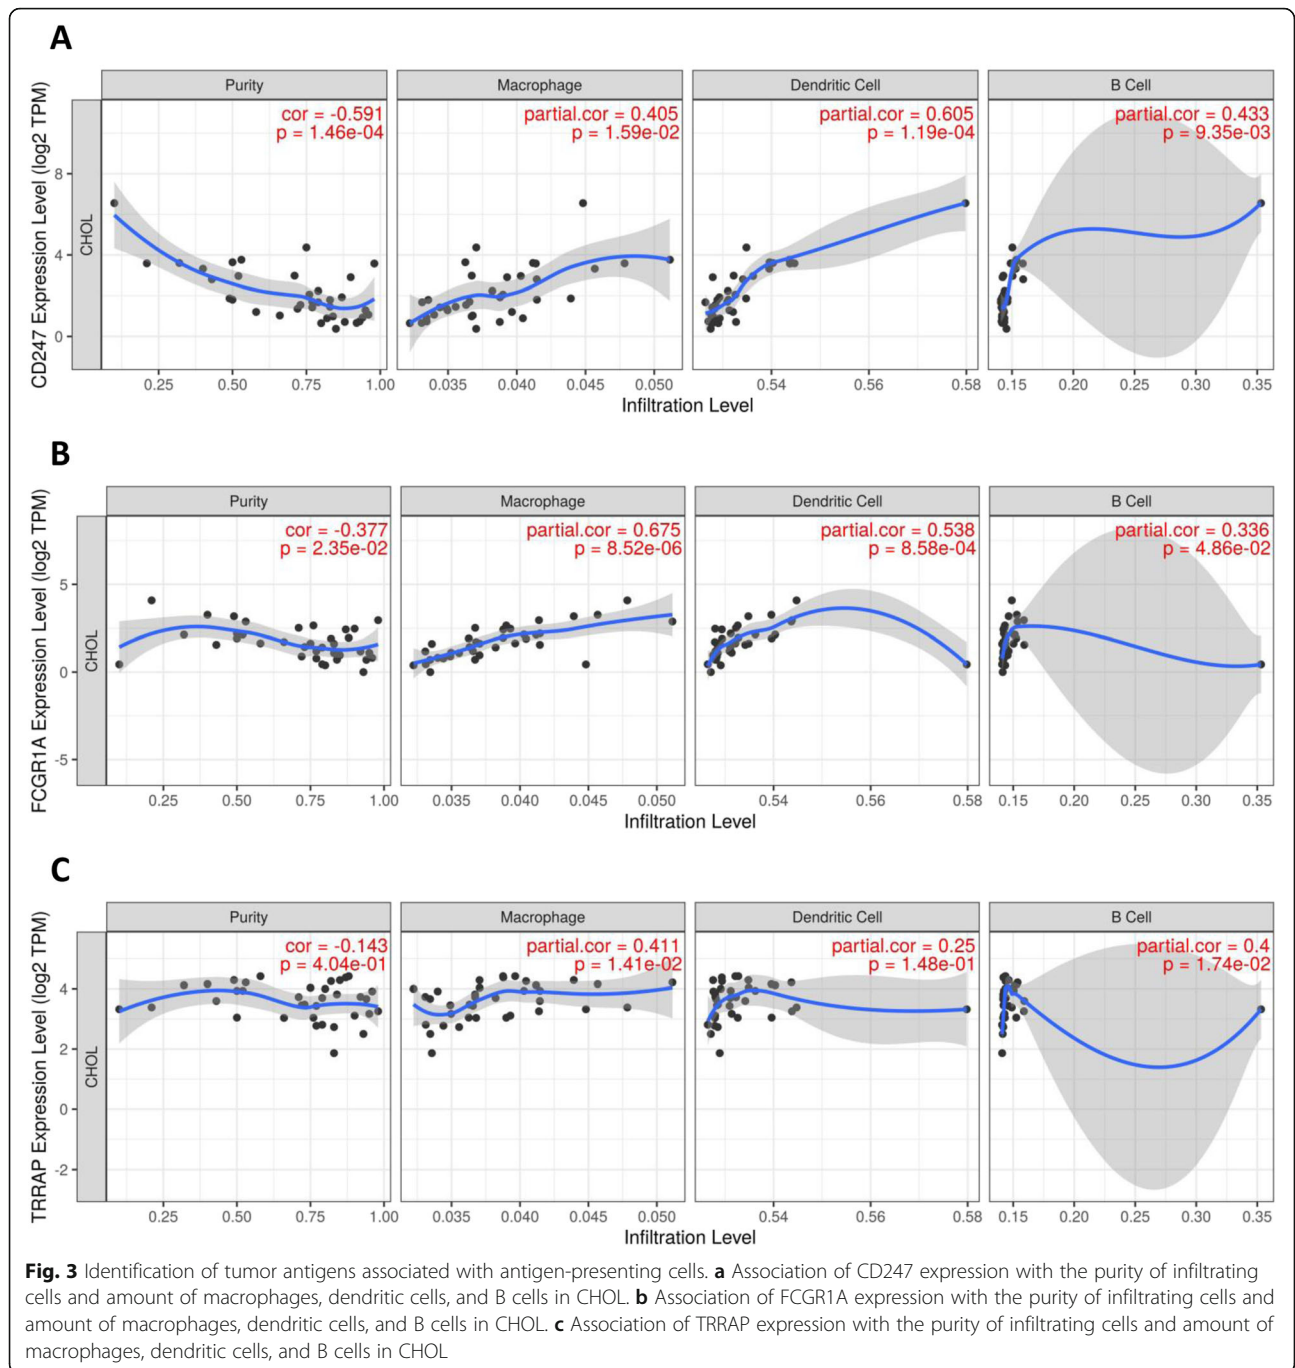 A
CD247 Expression Level (log2 TPM)
CHOL
Purity
Macrophage
Dendritic Cell
B Cell
cor = -0.591
p = 1.46e-04
partial.cor = 0.405
p = 1.59e-02
partial.cor = 0.605
p = 1.19e-04
partial.cor = 0.433
p = 9.35e-03
8
4
0
0.25 0.50 0.75 1.00
0.035 0.040 0.045 0.050
0.54 0.56 0.58
0.15 0.20 0.25 0.30 0.35
Infiltration Level
B
FCGR1A Expression Level (log2 TPM)
CHOL
Purity
Macrophage
Dendritic Cell
B Cell
cor = -0.377
p = 2.35e-02
partial.cor = 0.675
p = 8.52e-06
partial.cor = 0.538
p = 8.58e-04
partial.cor = 0.336
p = 4.86e-02
5
0
-5
0.25 0.50 0.75 1.00
0.035 0.040 0.045 0.050
0.54 0.56 0.58
0.15 0.20 0.25 0.30 0.35
Infiltration Level
C
TRRAP Expression Level (log2 TPM)
CHOL
Purity
Macrophage
Dendritic Cell
B Cell
cor = -0.143
p = 4.04e-01
partial.cor = 0.411
p = 1.41e-02
partial.cor = 0.25
p = 1.48e-01
partial.cor = 0.4
p = 1.74e-02
4
2
0
-2
0.25 0.50 0.75 1.00
0.035 0.040 0.045 0.050
0.54 0.56 0.58
0.15 0.20 0.25 0.30 0.35
Infiltration Level
Fig. 3 Identification of tumor antigens associated with antigen-presenting cells. a Association of CD247 expression with the purity of infiltrating
cells and amount of macrophages, dendritic cells, and B cells in CHOL. b Association of FCGR1A expression with the purity of infiltrating cells and
amount of macrophages, dendritic cells, and B cells in CHOL. c Association of TRRAP expression with the purity of infiltrating cells and amount of
macrophages, dendritic cells, and B cells in CHOL